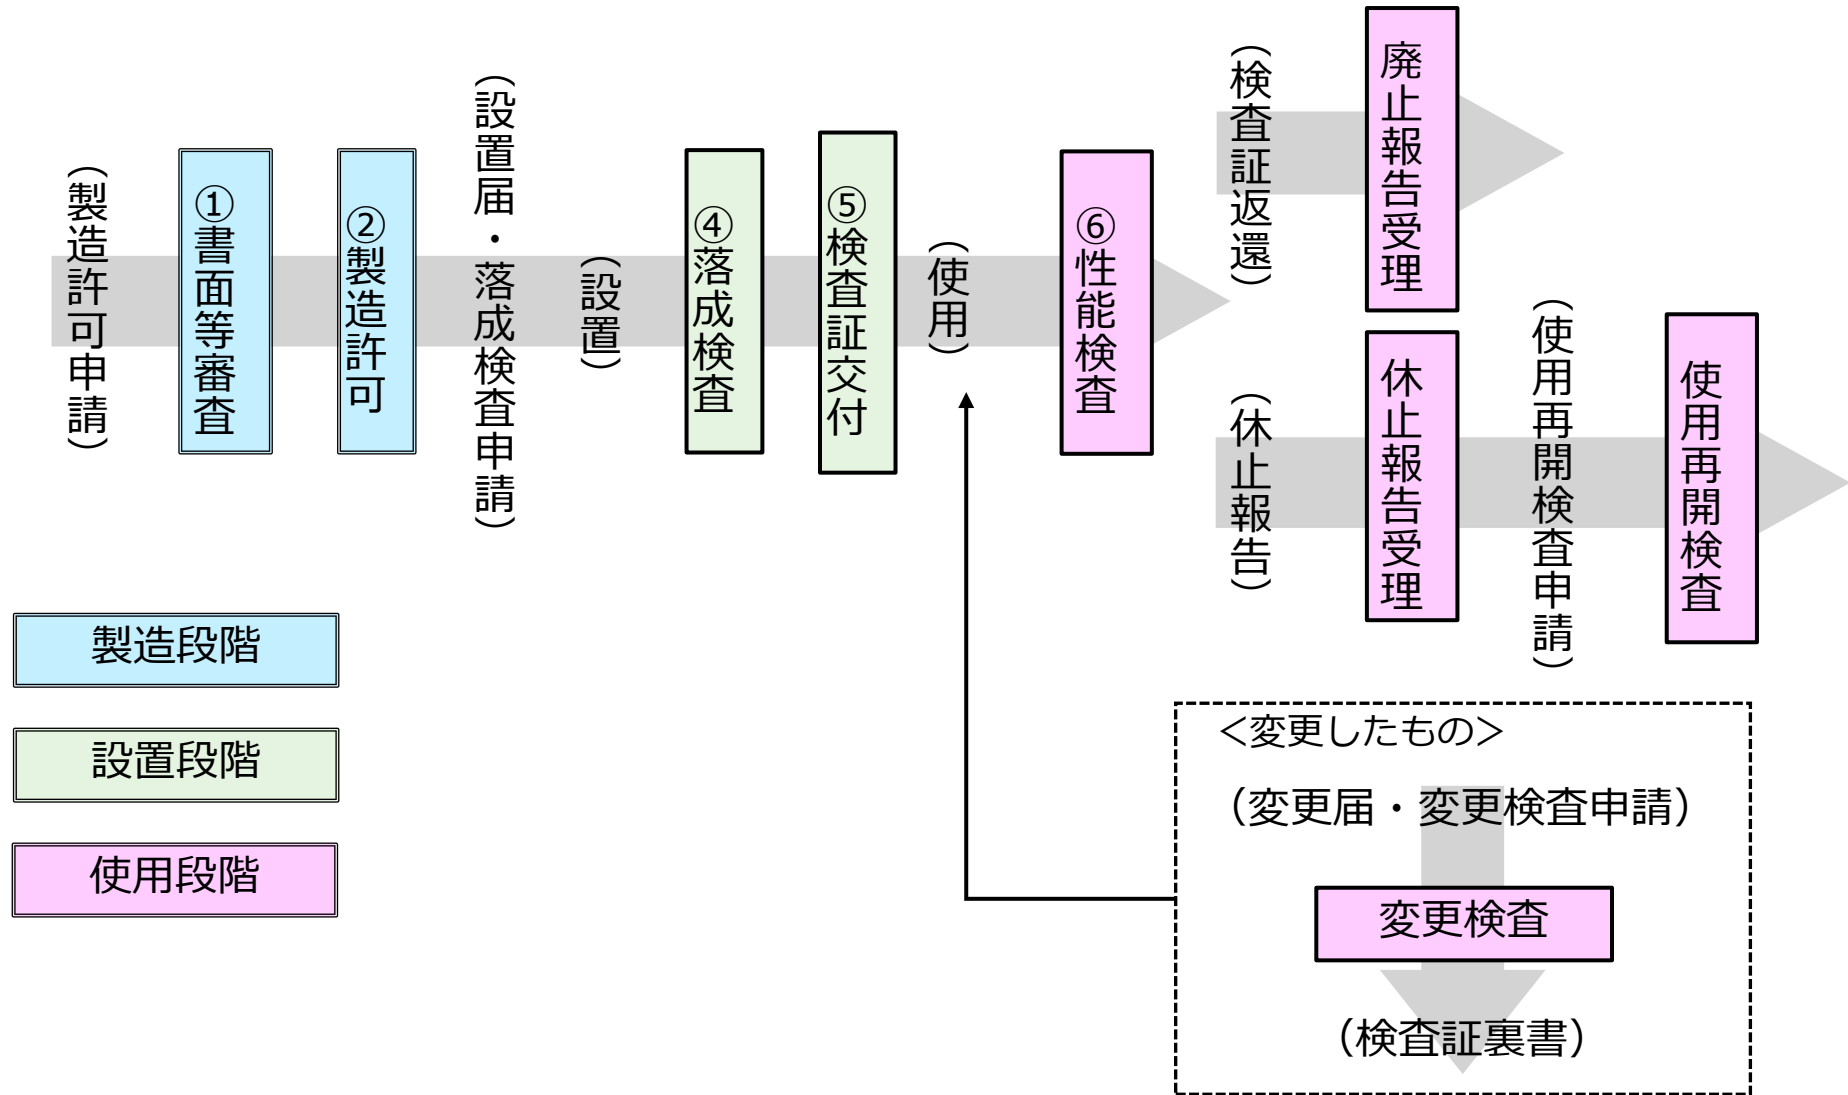 （製造許可申請）
①書面等審査
②製造許可
（設置届・落成検査申請）
（設置）
④落成検査
⑤検査証交付
（使用）
⑥性能検査
（検査証返還）
廃止報告受理
（休止報告）
休止報告受理
（使用再開検査申請）
使用再開検査
製造段階
設置段階
使用段階
＜変更したもの＞
（変更届・変更検査申請）
変更検査
（検査証裏書）